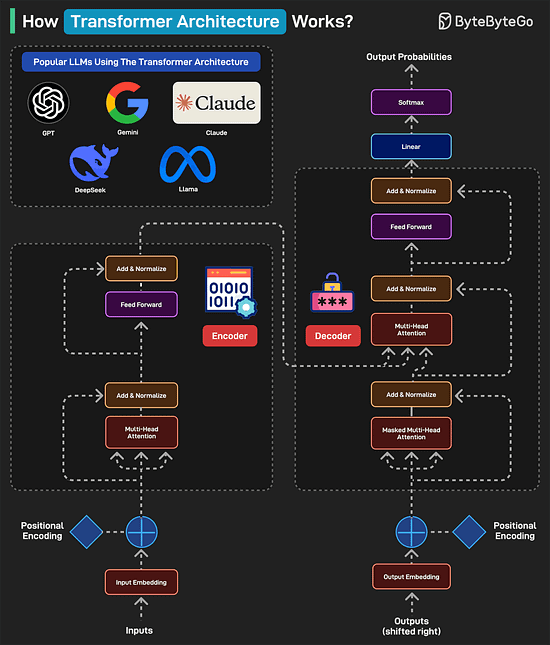 How Transformer Architecture Works?
ByteByteGo
Popular LLMs Using The Transformer Architecture
GPT
Gemini
Claude
Claude
DeepSeek
Llama
Output Probabilities
Softmax
Linear
Add & Normalize
Feed Forward
Add & Normalize
Multi-Head
Attention
Add & Normalize
Masked Multi-Head
Attention
Decoder
***
Encoder
01010
1011
Add & Normalize
Feed Forward
Add & Normalize
Multi-Head
Attention
Positional
Encoding
Input Embedding
Inputs
Positional
Encoding
Output Embedding
Outputs
(shifted right)